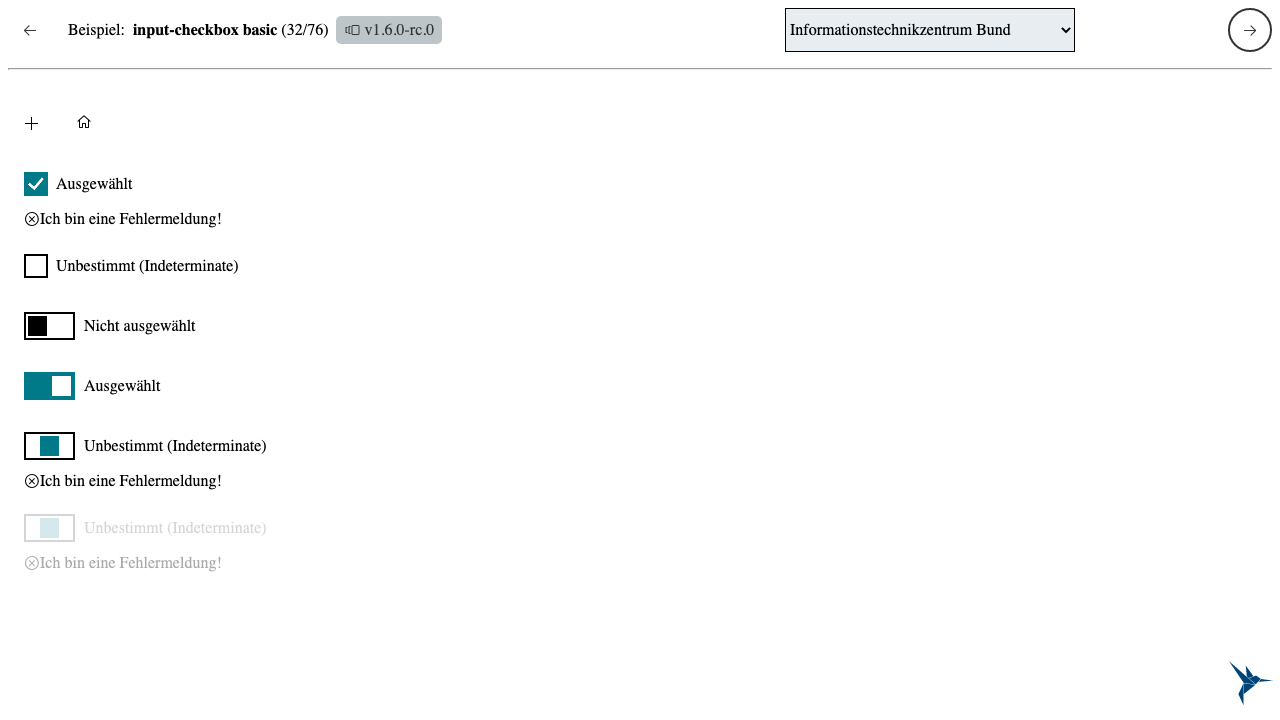 Beispiel: input-checkbox basic (32/76) v1.6.0-rc.0 Informationstechnikzentrum Bund
Ausgewählt
Ich bin eine Fehlermeldung!
Unbestimmt (Indeterminate)
Nicht ausgewählt
Ausgewählt
Unbestimmt (Indeterminate)
Ich bin eine Fehlermeldung!
Unbestimmt (Indeterminate)
Ich bin eine Fehlermeldung!